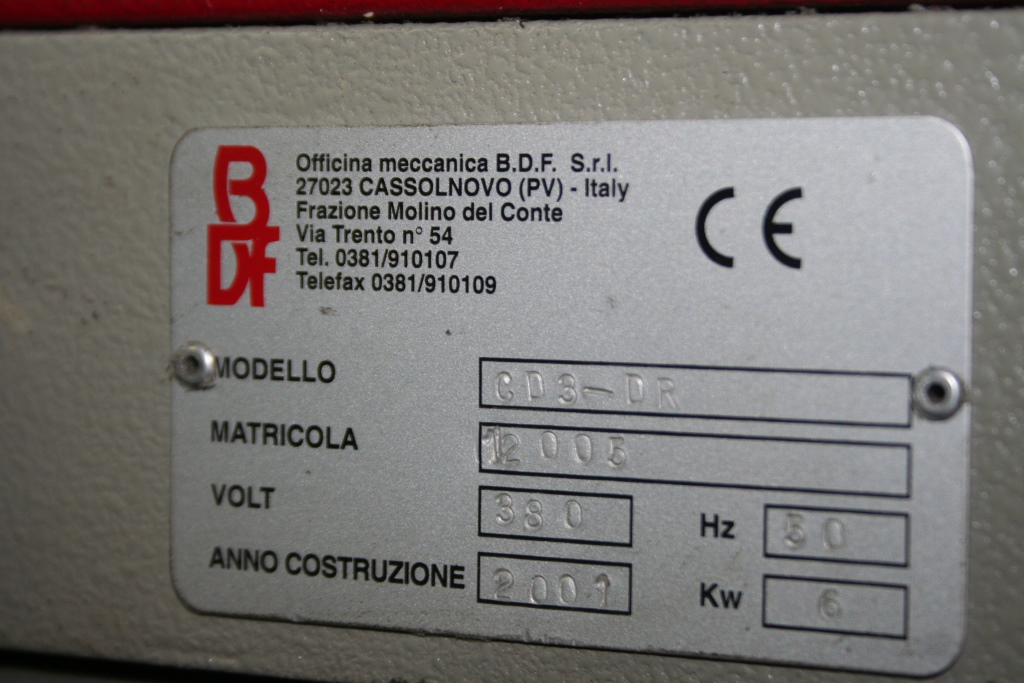 BDF
Officina meccanica B.D.F. S.r.l.
27023 CASSOLNOVO (PV) - Italy
Frazione Molino del Conte
Via Trento n° 54
Tel. 0381/910107
Telefax 0381/910109
CE
MODELLO CD3-DR
MATRICOLA 12005
VOLT 380 Hz 50
ANNO COSTRUZIONE 2001 Kw 6